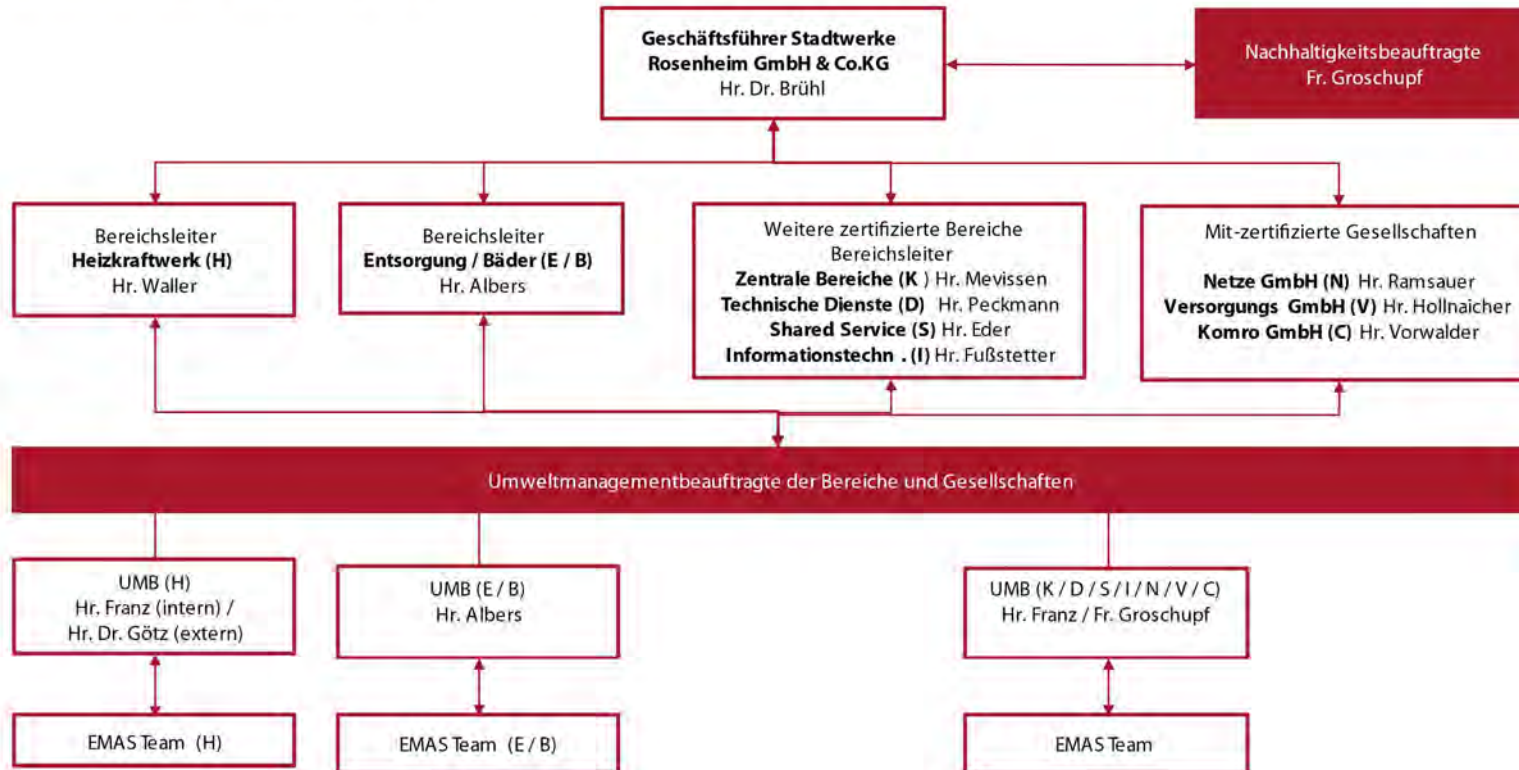 Geschäftsführer Stadtwerke
Rosenheim GmbH & Co.KG
Hr. Dr. Brühl
Nachhaltigkeitsbeauftragte
Fr. Groschupf
Bereichsleiter
Heizkraftwerk (H)
Hr. Waller
Bereichsleiter
Entsorgung / Bäder (E / B)
Hr. Albers
Weitere zertifizierte Bereiche
Bereichsleiter
Zentrale Bereiche (K ) Hr. Mevissen
Technische Dienste (D) Hr. Peckmann
Shared Service (S) Hr. Eder
Informationstechn . (I) Hr. Fußstetter
Mit-zertifizierte Gesellschaften
Netze GmbH (N) Hr. Ramsauer
Versorgungs GmbH (V) Hr. Hollnaicher
Komro GmbH (C) Hr. Vorwalder
Umweltmanagementbeauftragte der Bereiche und Gesellschaften
UMB (H)
Hr. Franz (intern) /
Hr. Dr. Götz (extern)
UMB (E / B)
Hr. Albers
UMB (K / D / S / I / N / V / C)
Hr. Franz / Fr. Groschupf
EMAS Team (H)
EMAS Team (E / B)
EMAS Team